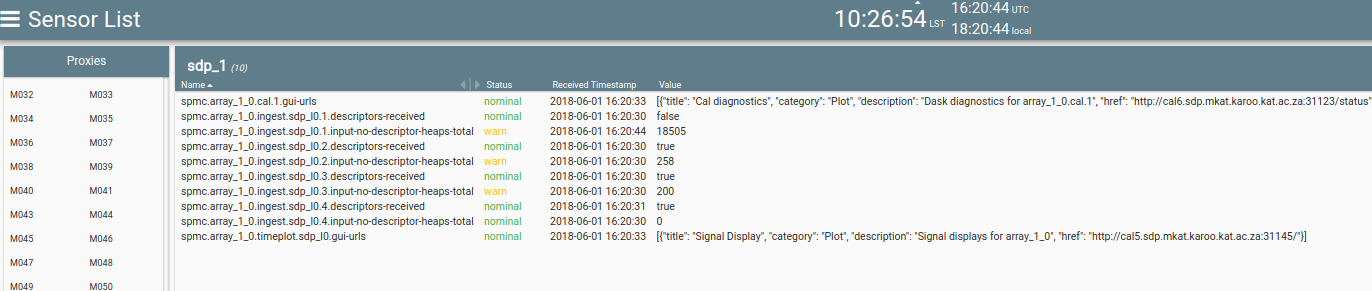 Sensor List
10:26:54 LST
16:20:44 UTC
18:20:44 local
Proxies
M032 M033
M034 M035
M036 M037
M038 M039
M040 M041
M043 M044
M045 M046
M047 M048
M049 M050
sdp_1 (10)
Name Status Received Timestamp Value
spmc.array_1_0.cal.1.gui-urls nominal 2018-06-01 16:20:33 [{"title": "Cal diagnostics", "category": "Plot", "description": "Dask diagnostics for array_1_0.cal.1", "href": "http://cal6.sdp.mkat.karoo.kat.ac.za:31123/status"
spmc.array_1_0.ingest.sdp_l0.1.descriptors-received nominal 2018-06-01 16:20:30 false
spmc.array_1_0.ingest.sdp_l0.1.input-no-descriptor-heaps-total warn 2018-06-01 16:20:44 18505
spmc.array_1_0.ingest.sdp_l0.2.descriptors-received nominal 2018-06-01 16:20:30 true
spmc.array_1_0.ingest.sdp_l0.2.input-no-descriptor-heaps-total warn 2018-06-01 16:20:30 258
spmc.array_1_0.ingest.sdp_l0.3.descriptors-received nominal 2018-06-01 16:20:30 true
spmc.array_1_0.ingest.sdp_l0.3.input-no-descriptor-heaps-total warn 2018-06-01 16:20:30 200
spmc.array_1_0.ingest.sdp_l0.4.descriptors-received nominal 2018-06-01 16:20:31 true
spmc.array_1_0.ingest.sdp_l0.4.input-no-descriptor-heaps-total nominal 2018-06-01 16:20:30 0
spmc.array_1_0.timeplot.sdp_l0.gui-urls nominal 2018-06-01 16:20:33 [{"title": "Signal Display", "category": "Plot", "description": "Signal displays for array_1_0", "href": "http://cal5.sdp.mkat.karoo.kat.ac.za:31145/"}]